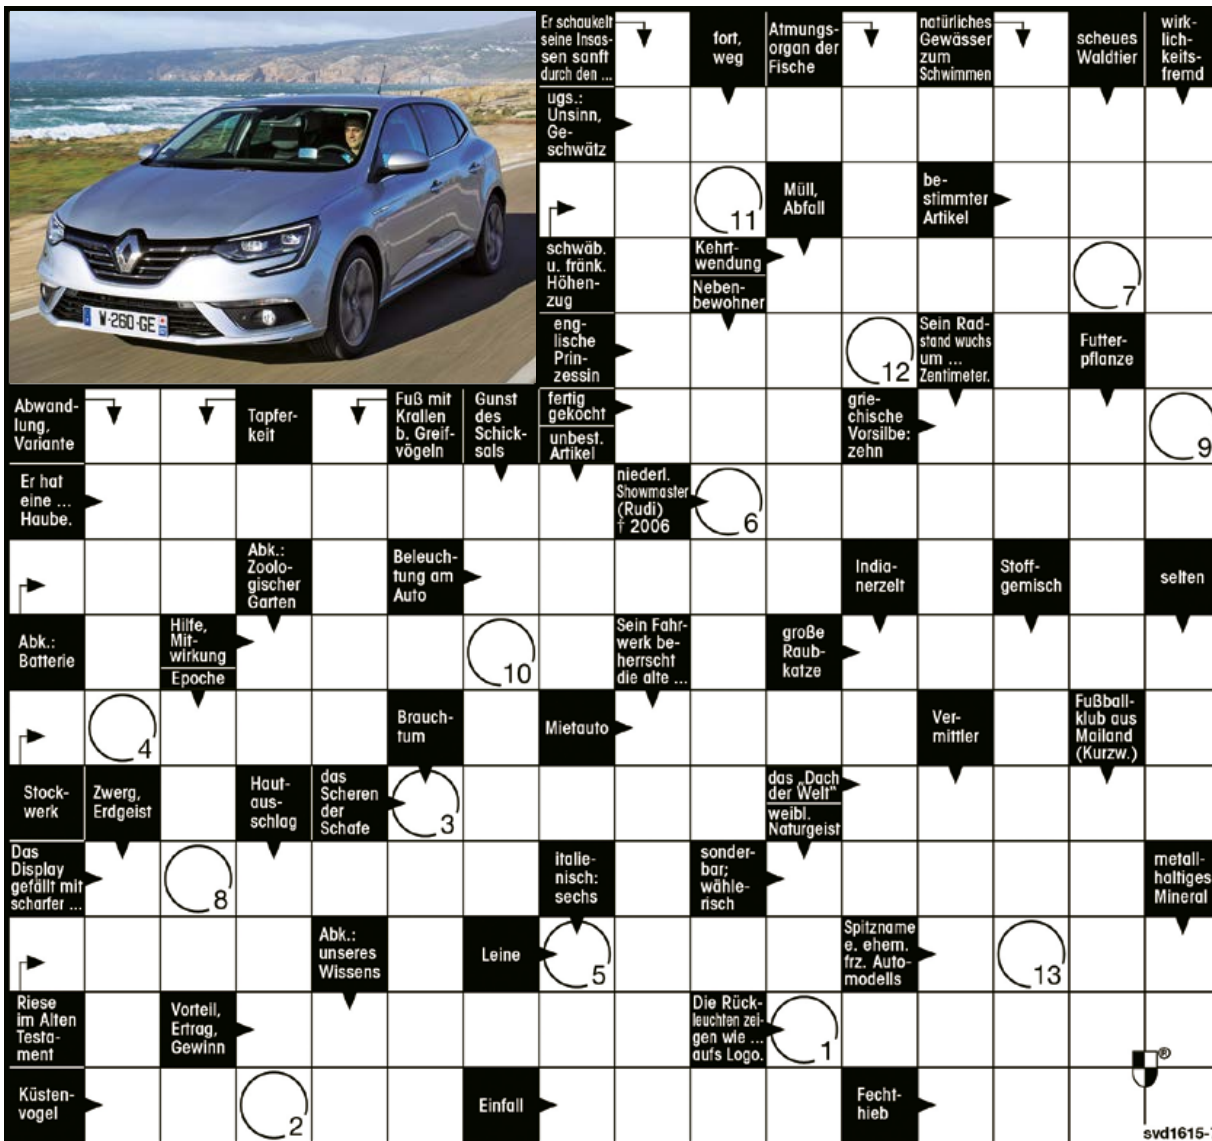 Er schaukelt
seine Insas-
sen sanft
durch den ...
fort,
weg
Atmungs-
organ der
Fische
natürliches
Gewässer
zum
Schwimmen
scheues
Waldtier
wirk-
lich-
keits-
fremd
ugs.:
Unsinn,
Ge-
schwätz
11
Müll,
Abfall
be-
stimmter
Artikel
schwäb.
u. fränk.
Höhen-
zug
Kehrt-
wendung
Neben-
bewohner
7
W-260-GE
eng-
lische
Prin-
zessin
12
Sein Rad-
stand wuchs
um ...
Zentimeter.
Futter-
pflanze
Abwand-
lung,
Variante
Tapfer-
keit
Fuß mit
Krallen
b. Greif-
vögeln
Gunst
des
Schick-
sals
fertig
gekocht
unbest.
Artikel
grie-
chische
Vorsilbe:
zehn
9
Er hat
eine ...
Haube.
niederl.
Showmaster
(Rudi)
† 2006
6
Abk.:
Zoolo-
gischer
Garten
Beleuch-
tung am
Auto
India-
nerzelt
Stoff-
gemisch
selten
Abk.:
Batterie
Hilfe,
Mit-
wirkung
Epoche
10
Sein Fahr-
werk be-
herrscht
die alte ...
große
Raub-
katze
4
Brauch-
tum
Mietauto
Ver-
mittler
Fußball-
klub aus
Mailand
(Kurzw.)
Stock-
werk
Zwerg,
Erdgeist
Haut-
aus-
schlag
das
Scheren
der
Schafe
3
das „Dach
der Welt"
weibl.
Naturgeist
Das
Display
gefällt mit
scharfer ...
8
italie-
nisch:
sechs
sonder-
bar;
wähle-
risch
metall-
haltiges
Mineral
Abk.:
unseres
Wissens
Leine
5
Spitzname
e. ehem.
frz. Auto-
modells
13
Riese
im Alten
Testa-
ment
Vorteil,
Ertrag,
Gewinn
Die Rück-
leuchten zei-
gen wie ...
aufs Logo.
1
®
Küsten-
vogel
2
Einfall
Fecht-
hieb